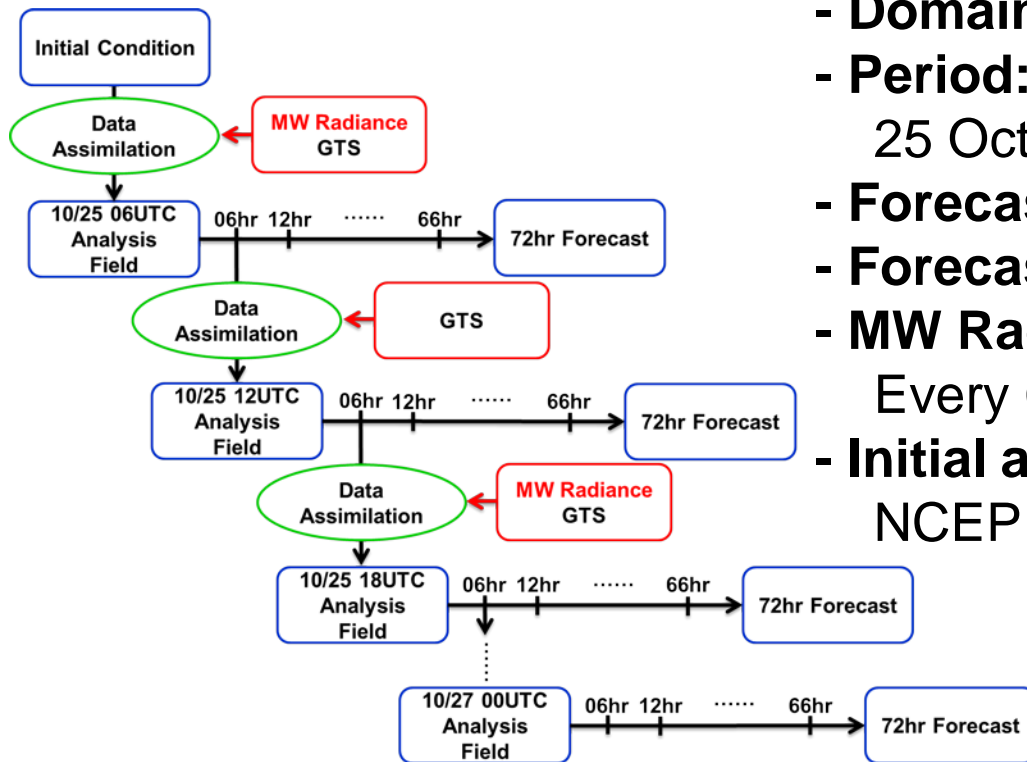 Initial Condition
Data
Assimilation
MW Radiance
GTS
10/25 06UTC
Analysis
Field
06hr 12hr ...... 66hr
72hr Forecast
Data
Assimilation
GTS
10/25 12UTC
Analysis
Field
06hr 12hr ...... 66hr
72hr Forecast
Data
Assimilation
MW Radiance
GTS
10/25 18UTC
Analysis
Field
06hr 12hr ...... 66hr
72hr Forecast
10/27 00UTC
Analysis
Field
06hr 12hr ...... 66hr
72hr Forecast
- Domain
- Period:
25 Oct
- Forecas
- Forecas
- MW Ra
Every
- Initial a
NCEP